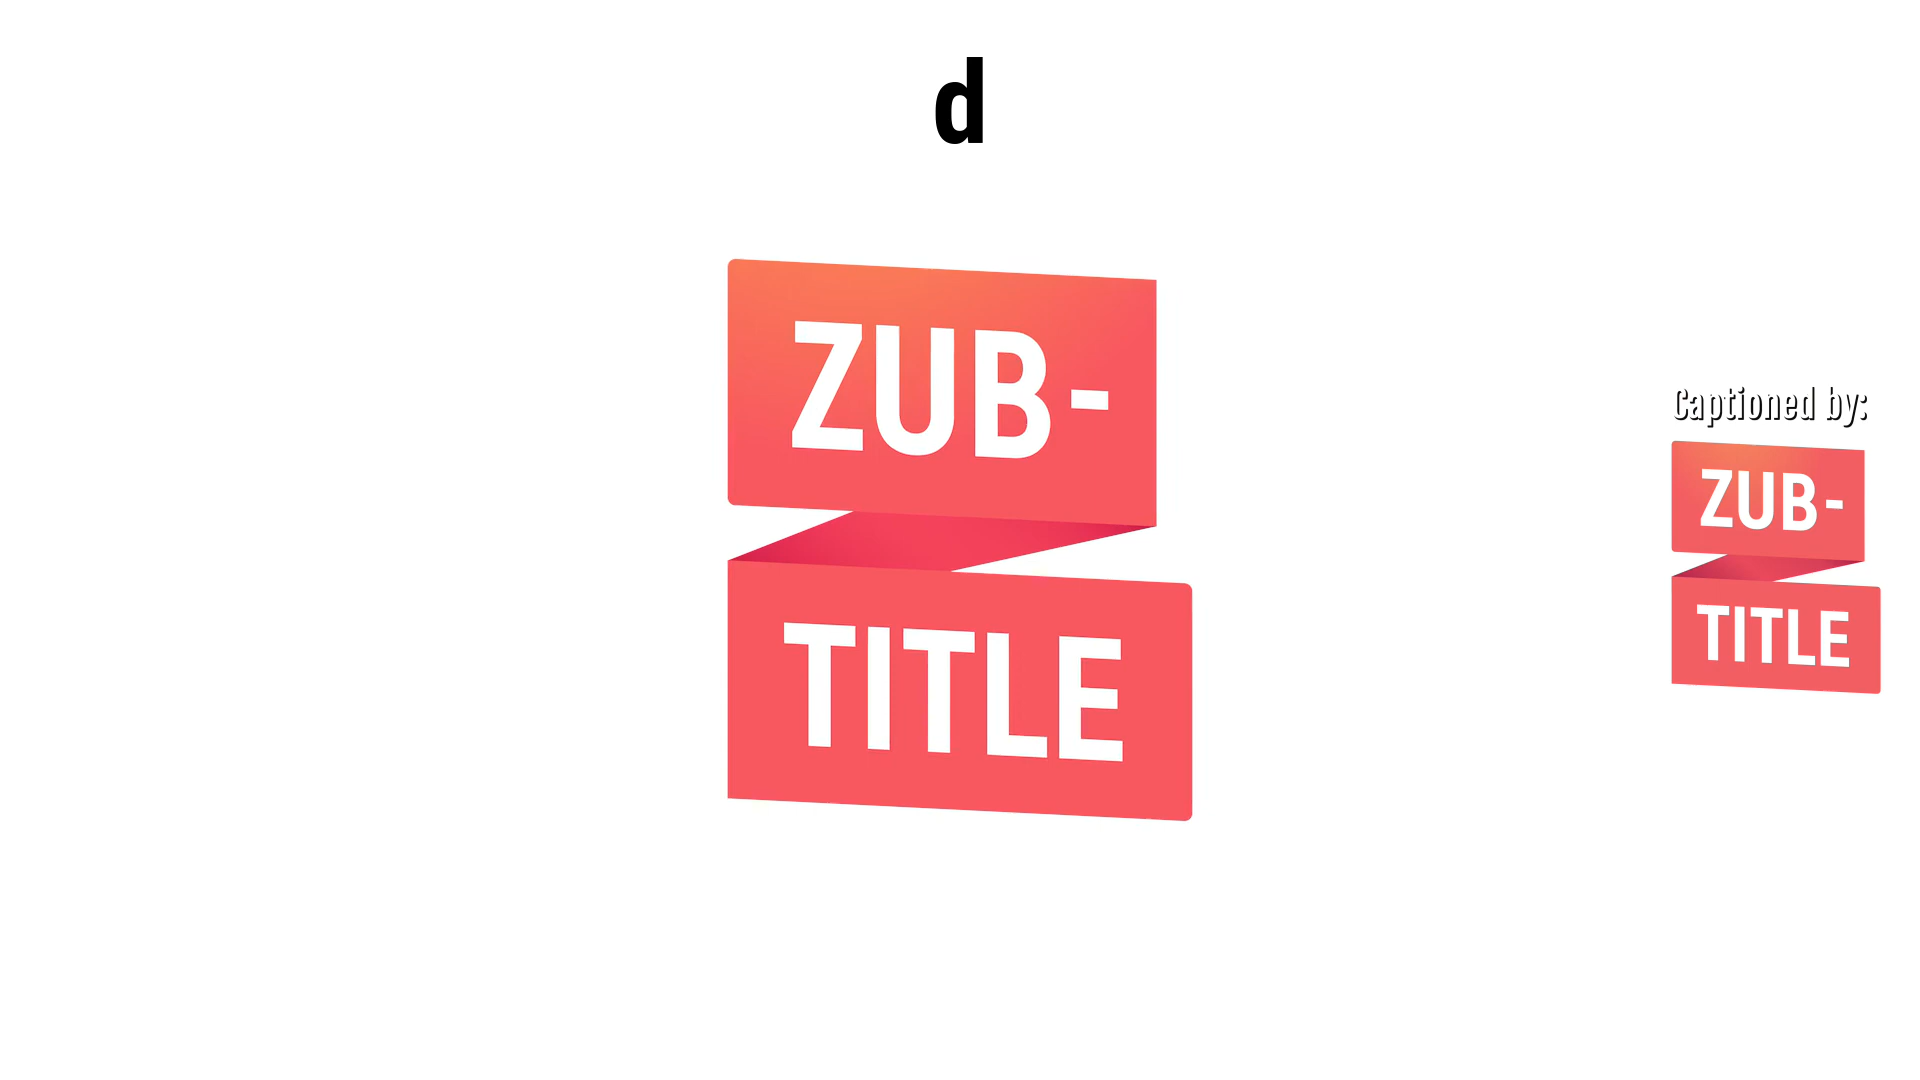 d
ZUB-
TITLE
Captioned by:
ZUB-
TITLE